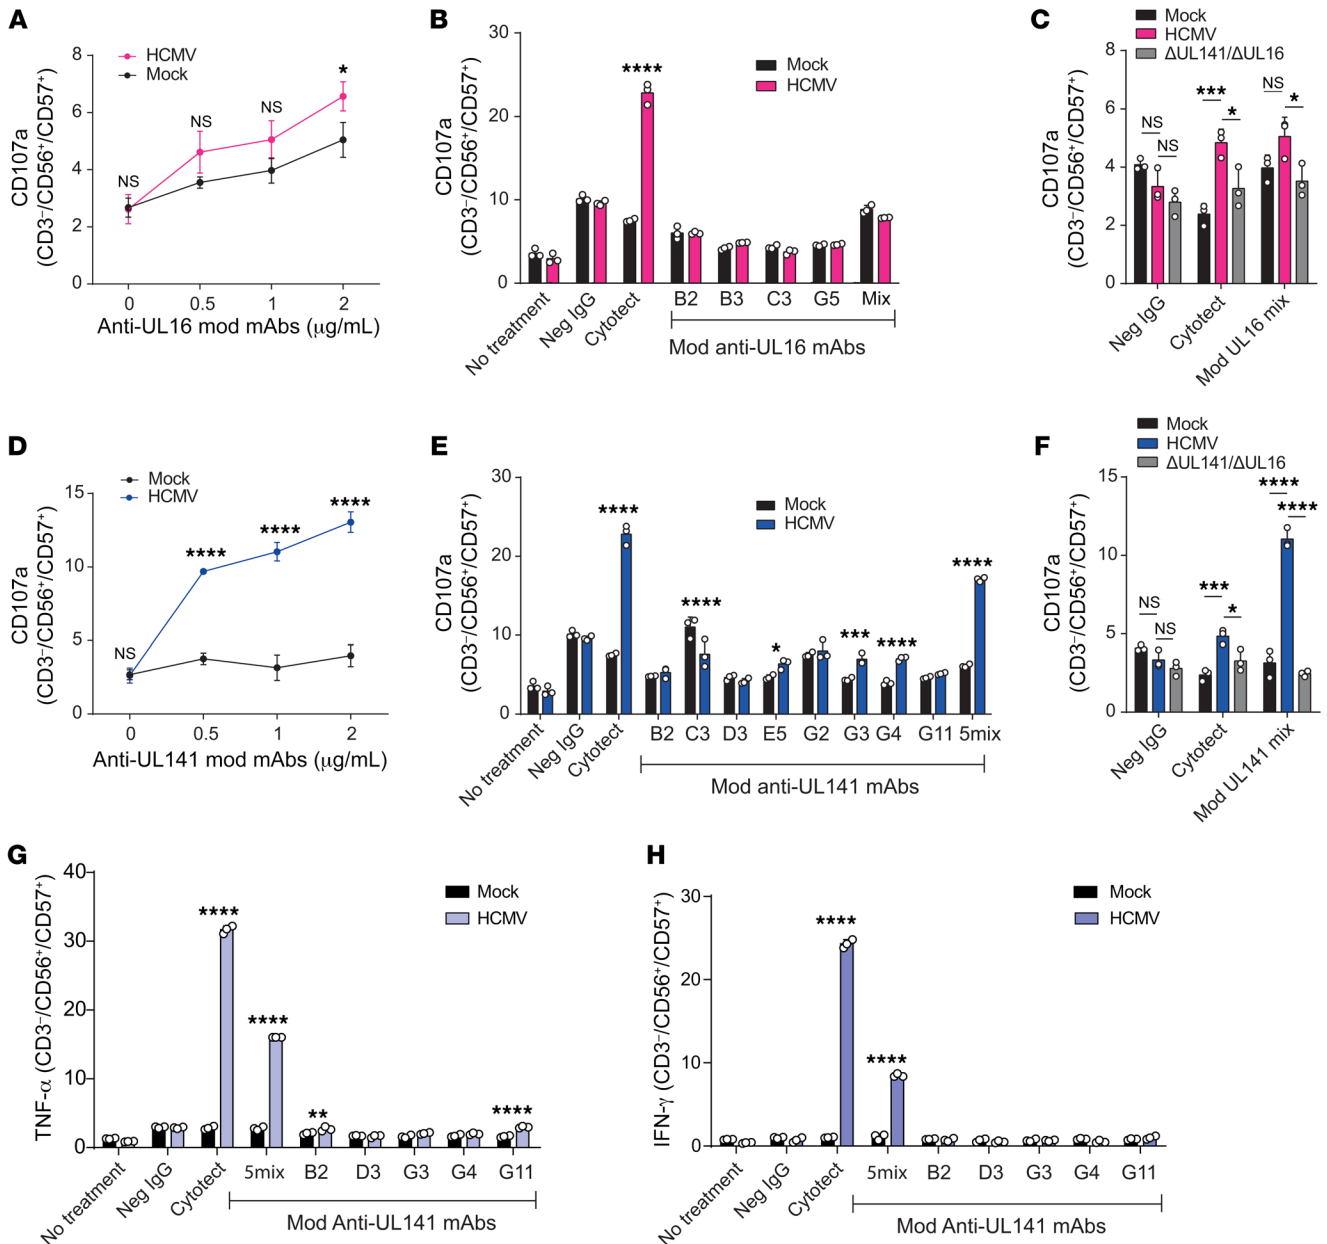 A
HCMV
Mock
CD107a
(CD3⁻/CD56⁺/CD57⁺)
8
6
4
2
0
NS
NS
NS
*
0
0.5
1
2
Anti-UL16 mod mAbs (μg/mL)
B
Mock
HCMV
CD107a
(CD3⁻/CD56⁺/CD57⁺)
30
20
10
0
****
No treatment
Neg IgG
Cytotect
B2
B3
C3
G5
Mix
Mod anti-UL16 mAbs
C
Mock
HCMV
ΔUL141/ΔUL16
CD107a
(CD3⁻/CD56⁺/CD57⁺)
8
6
4
2
0
NS
NS
***
*
NS
*
Neg IgG
Cytotect
Mod UL16 mix
D
Mock
HCMV
CD107a
(CD3⁻/CD56⁺/CD57⁺)
15
10
5
0
NS
****
****
****
0
0.5
1
2
Anti-UL141 mod mAbs (μg/mL)
E
Mock
HCMV
CD107a
(CD3⁻/CD56⁺/CD57⁺)
30
20
10
0
****
****
*
***
****
****
No treatment
Neg IgG
Cytotect
B2
C3
D3
E5
G2
G3
G4
G11
5mix
Mod anti-UL141 mAbs
F
Mock
HCMV
ΔUL141/ΔUL16
CD107a
(CD3⁻/CD56⁺/CD57⁺)
15
10
5
0
NS
NS
***
*
****
****
Neg IgG
Cytotect
Mod UL141 mix
G
Mock
HCMV
TNF-α (CD3⁻/CD56⁺/CD57⁺)
40
30
20
10
0
****
****
**
****
No treatment
Neg IgG
Cytotect
5mix
B2
D3
G3
G4
G11
Mod Anti-UL141 mAbs
H
Mock
HCMV
IFN-γ (CD3⁻/CD56⁺/CD57⁺)
30
20
10
0
****
****
No treatment
Neg IgG
Cytotect
5mix
B2
D3
G3
G4
G11
Mod Anti-UL141 mAbs